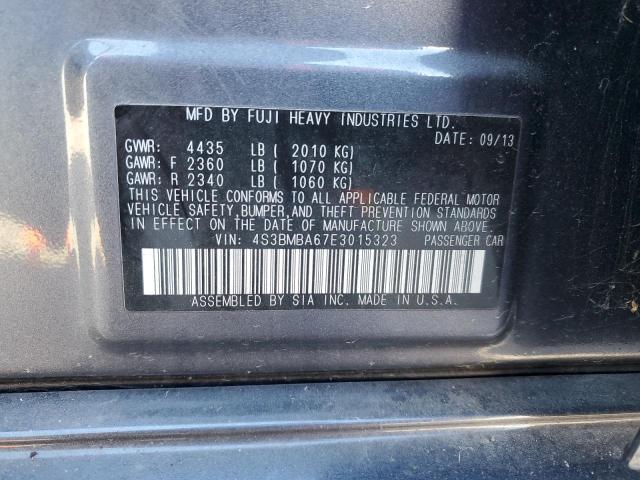 MFD BY FUJI HEAVY INDUSTRIES LTD.
DATE: 09/13
GVWR: 4435 LB ( 2010 KG)
GAWR: F 2360 LB ( 1070 KG)
GAWR: R 2340 LB ( 1060 KG)
THIS VEHICLE CONFORMS TO ALL APPLICABLE FEDERAL MOTOR
VEHICLE SAFETY, BUMPER, AND THEFT PREVENTION STANDARDS
IN EFFECT ON THE DATE OF MANUFACTURE SHOWN ABOVE.
VIN: 4S3BMBA67E3015323 PASSENGER CAR
ASSEMBLED BY SIA INC. MADE IN U.S.A.